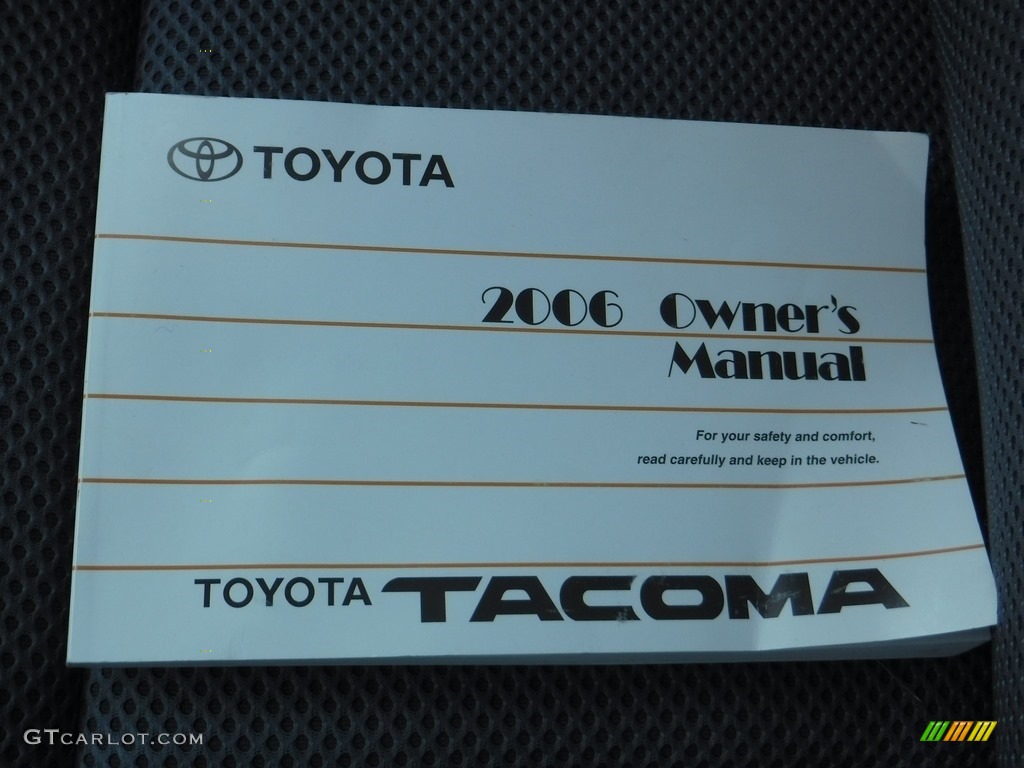 TOYOTA
2006 Owner's
Manual
For your safety and comfort,
read carefully and keep in the vehicle.
TOYOTA TACOMA
GTCARLOT.COM